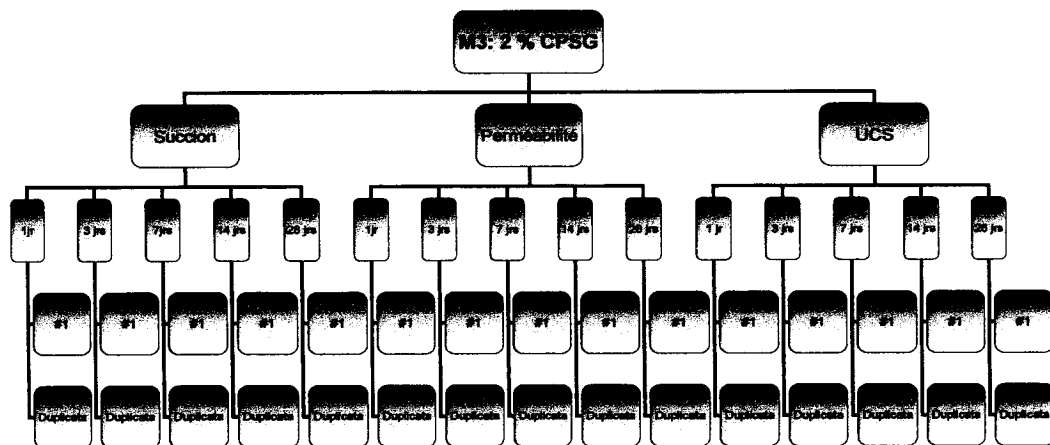 M3: 2 % CPSG
Succion Perméabilité UCS
1jr 3 jrs 7jrs 14 jrs 28 jrs 1jr 3 jrs 7 jrs 14 jrs 28 jrs 1 jr 3 jrs 7 jrs 14 jrs 28 jrs
#1 #1 #1 #1 #1 #1 #1 #1 #1 #1 #1 #1 #1 #1 #1
Duplicata Duplicata Duplicata Duplicata Duplicata Duplicata Duplicata Duplicata Duplicata Duplicata Duplicata Duplicata Duplicata Duplicata Duplicata